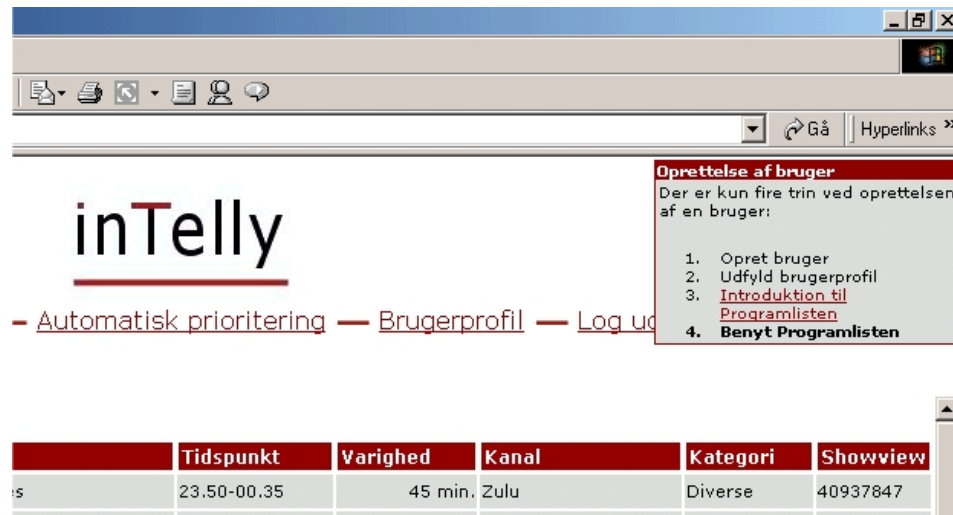 Gå Hyperlinks »
Oprettelse af bruger
Der er kun fire trin ved oprettelsen
af en bruger:
1. Opret bruger
2. Udfyld brugerprofil
3. Introduktion til
Programlisten
4. Benyt Programlisten
inTelly
— Automatisk prioritering — Brugerprofil — Log
Tidspunkt Varighed Kanal Kategori Showview
23.50-00.35 45 min. Zulu Diverse 40937847